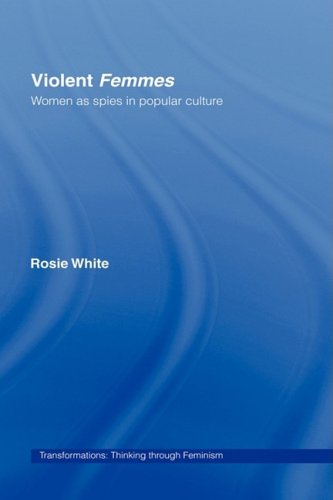 Violent Femmes
Women as spies in popular culture
Rosie White
Transformations: Thinking through Feminism